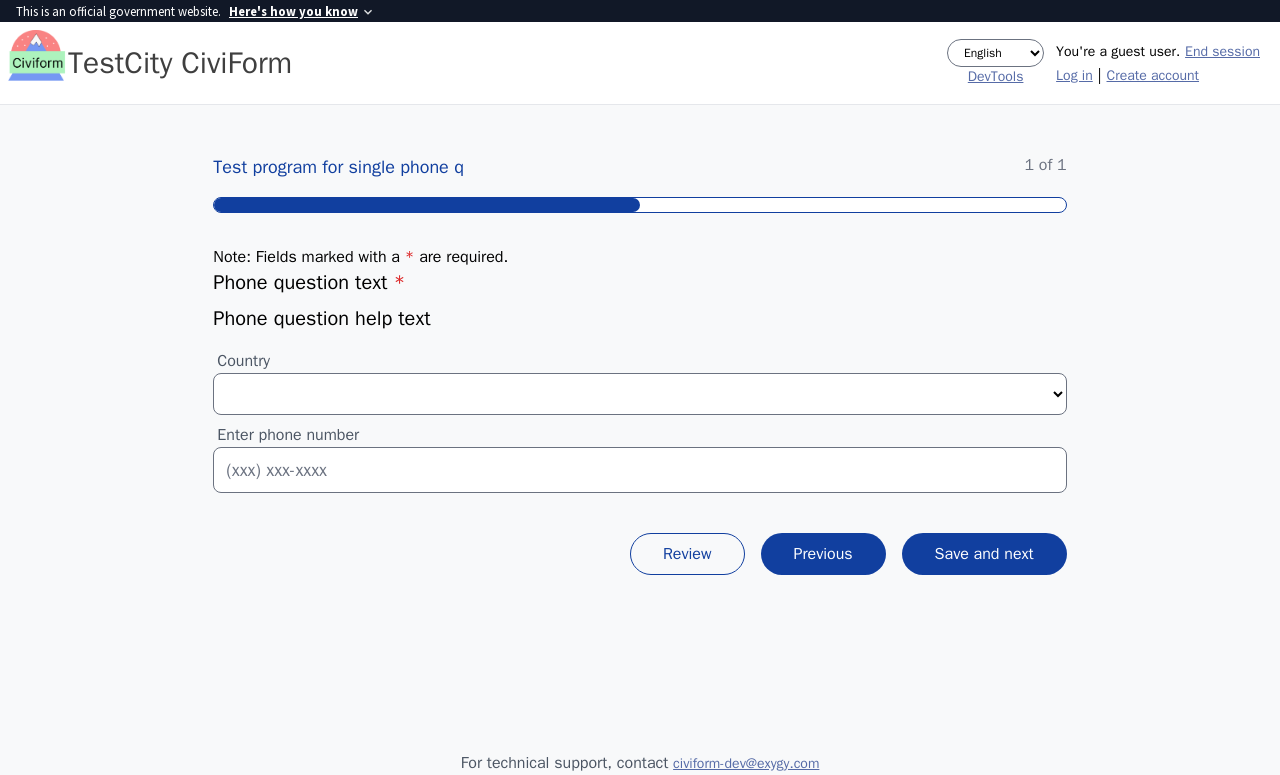 This is an official government website. Here's how you know
Civiform
TestCity CiviForm
English
DevTools
You're a guest user. End session
Log in | Create account
Test program for single phone q
1 of 1
Note: Fields marked with a * are required.
Phone question text *
Phone question help text
Country
Enter phone number
(xxx) xxx-xxxx
Review
Previous
Save and next
For technical support, contact civiform-dev@exygy.com